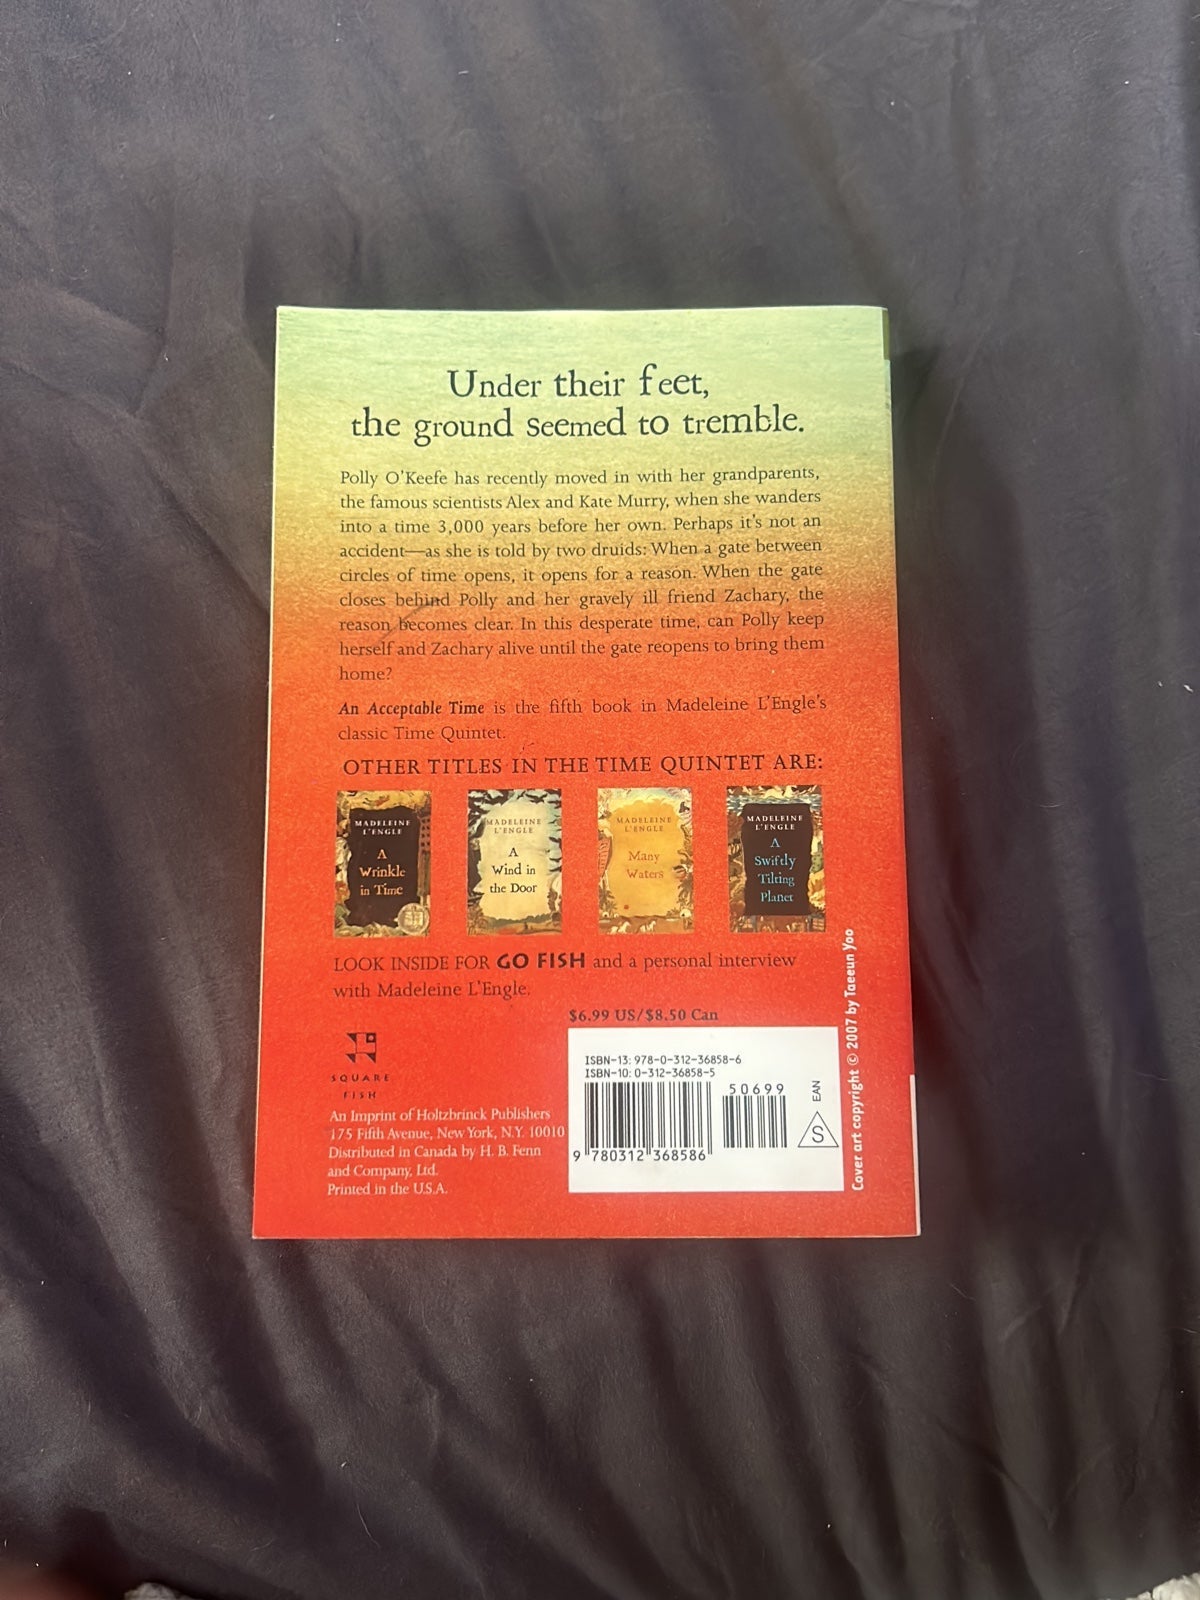 Under their feet,
the ground seemed to tremble.
Polly O'Keefe has recently moved in with her grandparents,
the famous scientists Alex and Kate Murry, when she wanders
into a time 3,000 years before her own. Perhaps it's not an
accident—as she is told by two druids: When a gate between
circles of time opens, it opens for a reason. When the gate
closes behind Polly and her gravely ill friend Zachary, the
reason becomes clear. In this desperate time, can Polly keep
herself and Zachary alive until the gate reopens to bring them
home?
An Acceptable Time is the fifth book in Madeleine L'Engle's
classic Time Quintet.
OTHER TITLES IN THE TIME QUINTET ARE:
MADELEINE
L'ENGLE
A
Wrinkle
in Time
MADELEINE
L'ENGLE
A
Wind in
the Door
MADELEINE
L'ENGLE
Many
Waters
MADELEINE
L'ENGLE
A
Swiftly
Tilting
Planet
LOOK INSIDE FOR GO FISH and a personal interview
with Madeleine L'Engle.
$6.99 US/$8.50 Can
SQUARE
FISH
An Imprint of Holtzbrinck Publishers
175 Fifth Avenue, New York, N.Y. 10010
Distributed in Canada by H. B. Fenn
and Company, Ltd.
Printed in the U.S.A.
ISBN-13: 978-0-312-36858-6
ISBN-10: 0-312-36858-5
50699
9 780312 368586
EAN
S
Cover art copyright © 2007 by Taeeun Yoo